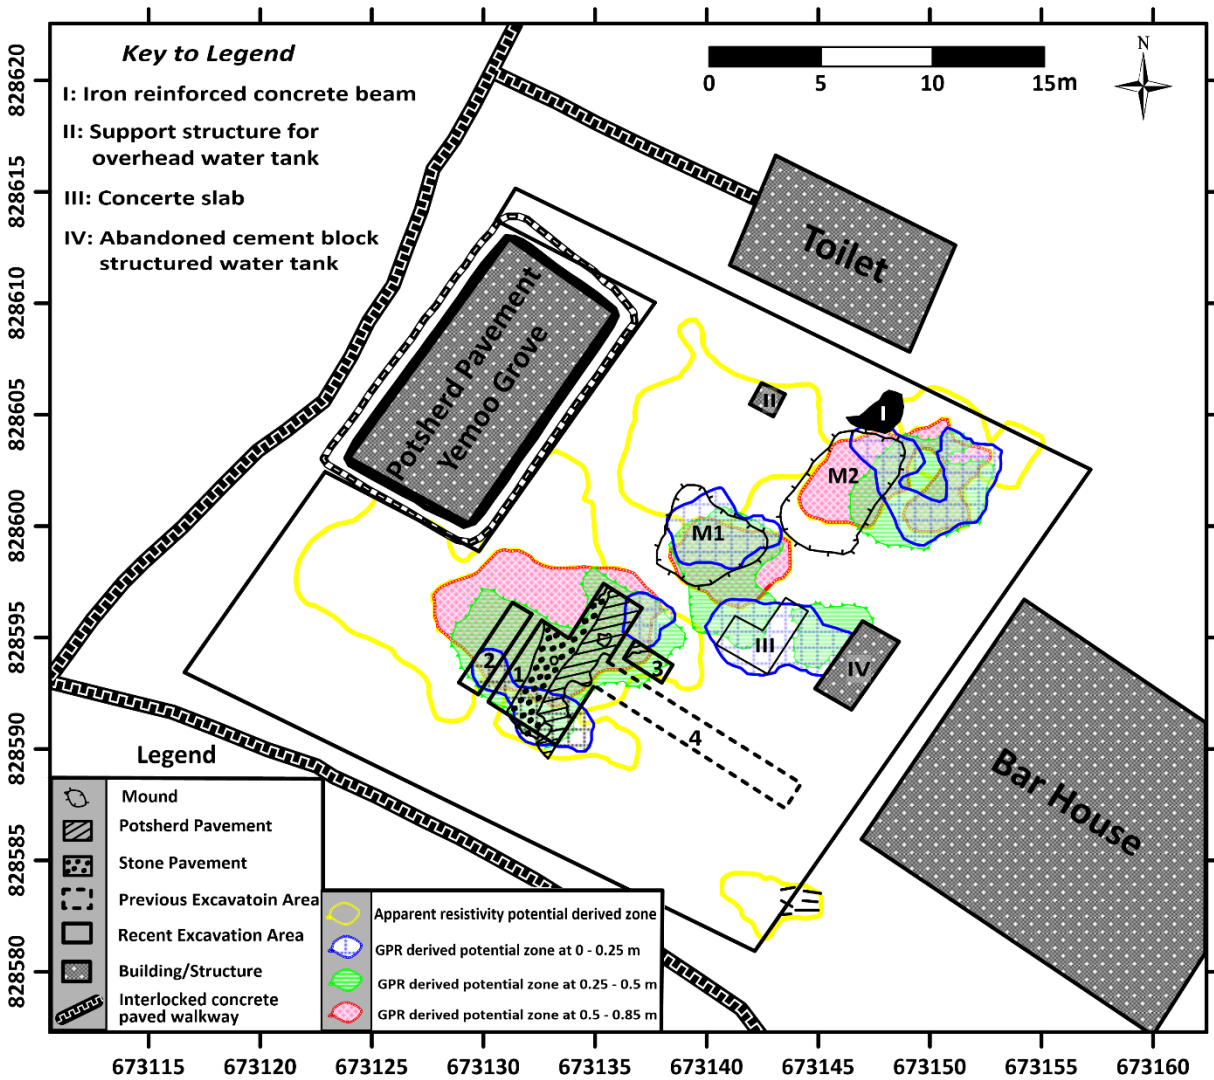 Key to Legend
I: Iron reinforced concrete beam
II: Support structure for
overhead water tank
III: Concerte slab
IV: Abandoned cement block
structured water tank
0 5 10 15m
N
Toilet
Potsherd Pavement
Yemoo Grove
II
I
M2
M1
III
IV
2
1
3
4
Bar House
Legend
Mound
Potsherd Pavement
Stone Pavement
Previous Excavatoin Area
Recent Excavation Area
Building/Structure
Interlocked concrete
paved walkway
Apparent resistivity potential derived zone
GPR derived potential zone at 0 - 0.25 m
GPR derived potential zone at 0.25 - 0.5 m
GPR derived potential zone at 0.5 - 0.85 m
828620
828615
828610
828605
828600
828595
828590
828585
828580
673115 673120 673125 673130 673135 673140 673145 673150 673155 673160